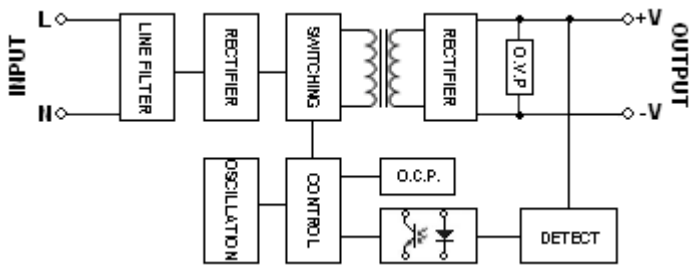 INPUT
L
N
LINE FILTER
RECTIFIER
SWITCHING
RECTIFIER
O.V.P
+V
-V
OUTPUT
OSCILLATION
CONTROL
O.C.P.
DETECT